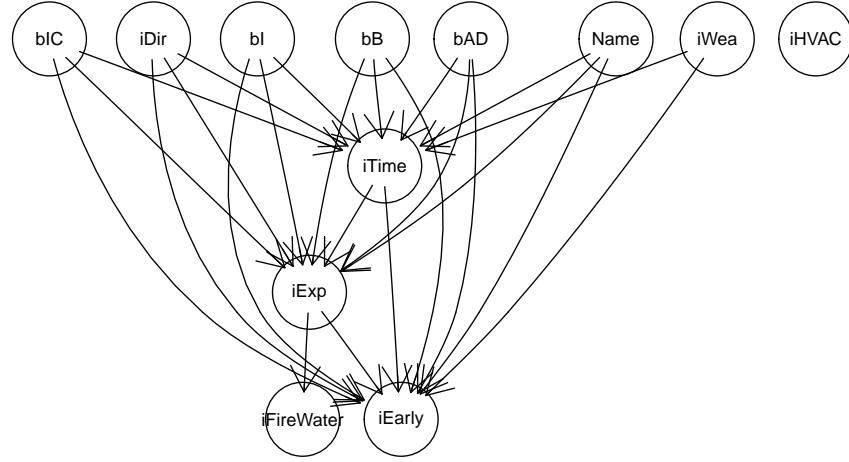 bIC iDir bI bB bAD Name iWea iHVAC
iTime
iExp
iFireWater iEarly